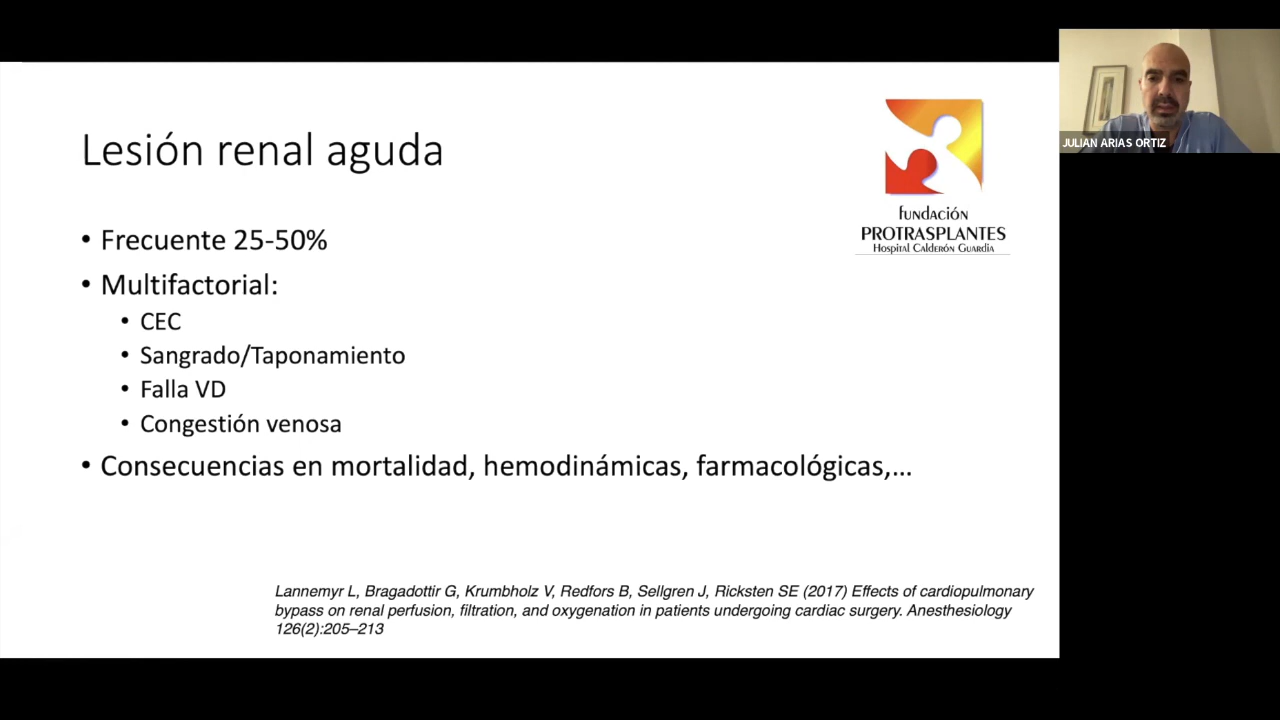 Lesión renal aguda
• Frecuente 25-50%
• Multifactorial:
• CEC
• Sangrado/Taponamiento
• Falla VD
• Congestión venosa
• Consecuencias en mortalidad, hemodinámicas, farmacológicas,...
fundación
PROTRASPLANTES
Hospital Calderón Guardia
Lannemyr L, Bragadottir G, Krumbholz V, Redfors B, Sellgren J, Ricksten SE (2017) Effects of cardiopulmonary
bypass on renal perfusion, filtration, and oxygenation in patients undergoing cardiac surgery. Anesthesiology
126(2):205–213
JULIAN ARIAS ORTIZ